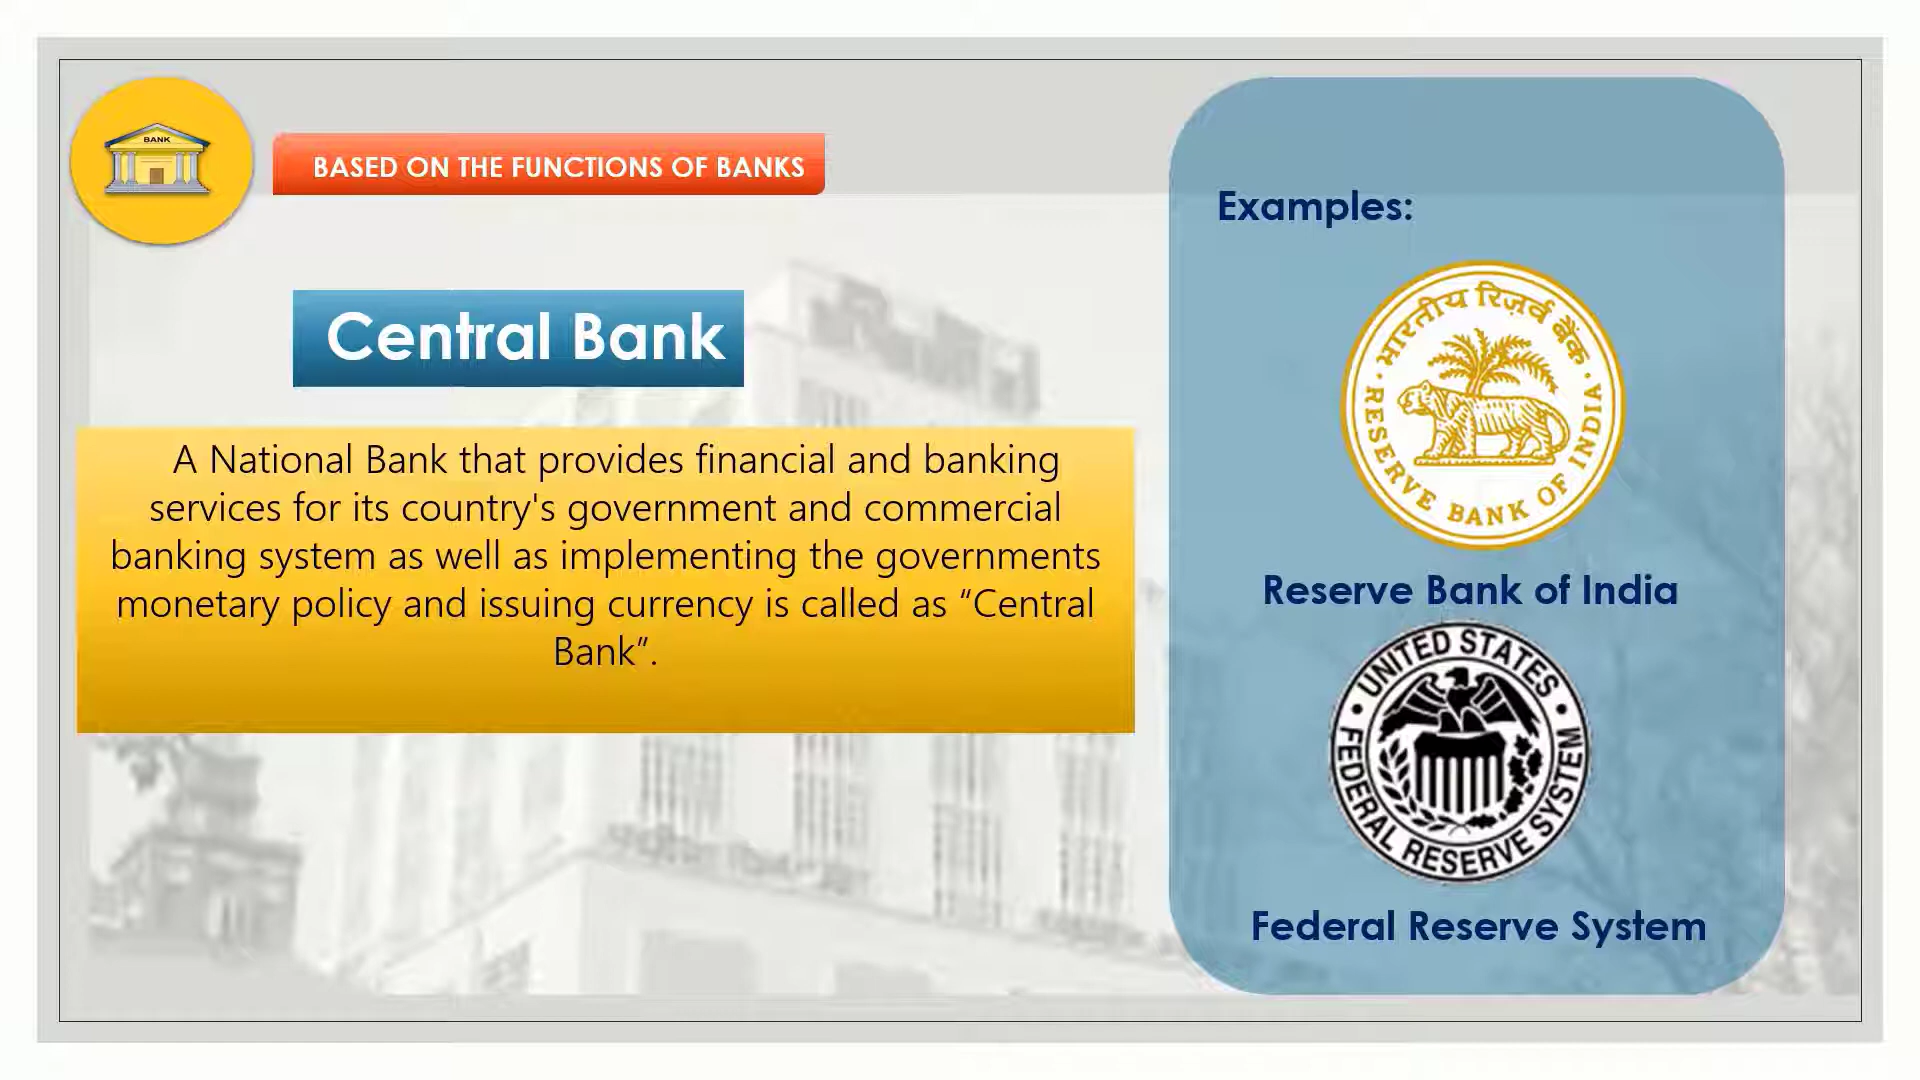 BANK
BASED ON THE FUNCTIONS OF BANKS
Central Bank
A National Bank that provides financial and banking
services for its country's government and commercial
banking system as well as implementing the governments
monetary policy and issuing currency is called as “Central
Bank”.
Examples:
भारतीय रिज़र्व बैंक
RESERVE BANK OF INDIA
Reserve Bank of India
UNITED STATES
FEDERAL RESERVE SYSTEM
Federal Reserve System